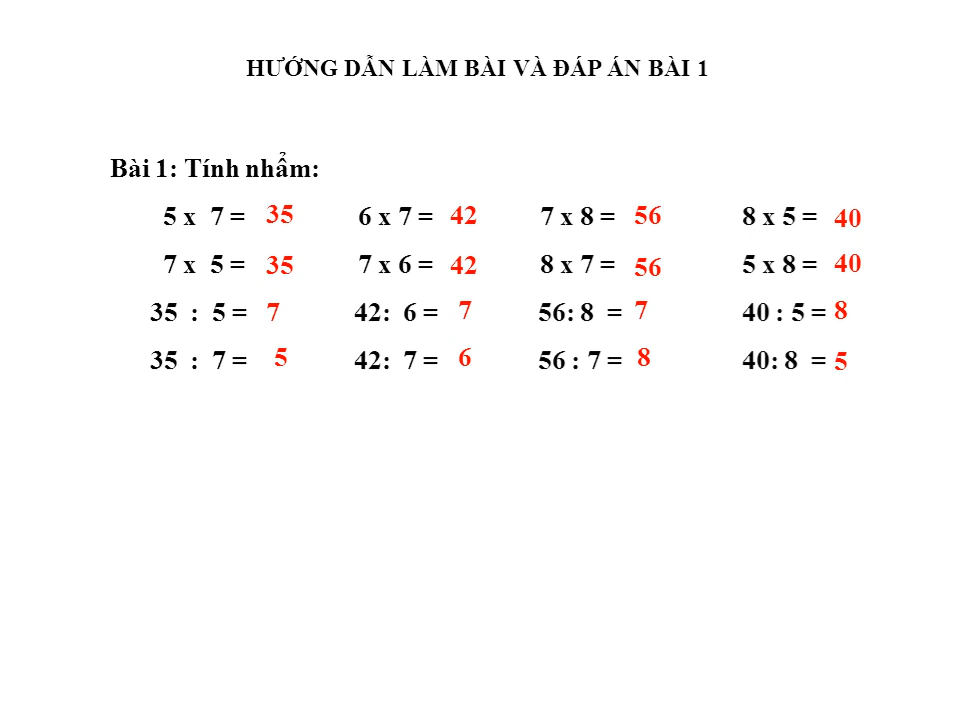 HƯỚNG DẪN LÀM BÀI VÀ ĐÁP ÁN BÀI 1
Bài 1: Tính nhẩm:
5 x 7 = 35 6 x 7 = 42 7 x 8 = 56 8 x 5 = 40
7 x 5 = 35 7 x 6 = 42 8 x 7 = 56 5 x 8 = 40
35 : 5 = 7 42: 6 = 7 56: 8 = 7 40 : 5 = 8
35 : 7 = 5 42: 7 = 6 56 : 7 = 8 40: 8 = 5